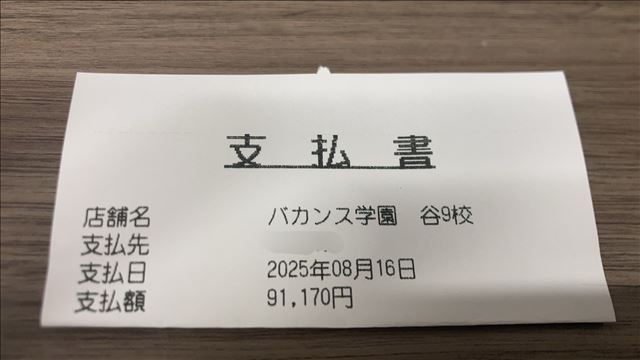 支払書
店舗名 バカンス学園 谷9校
支払先
支払日 2025年08月16日
支払額 91,170円